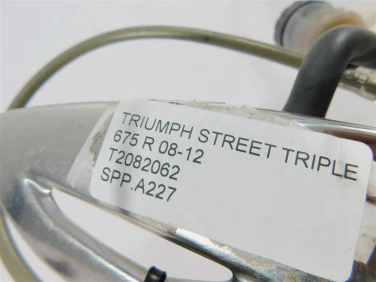 TRIUMPH STREET TRIPLE
675 R 08-12
T2082062
SPP.A227